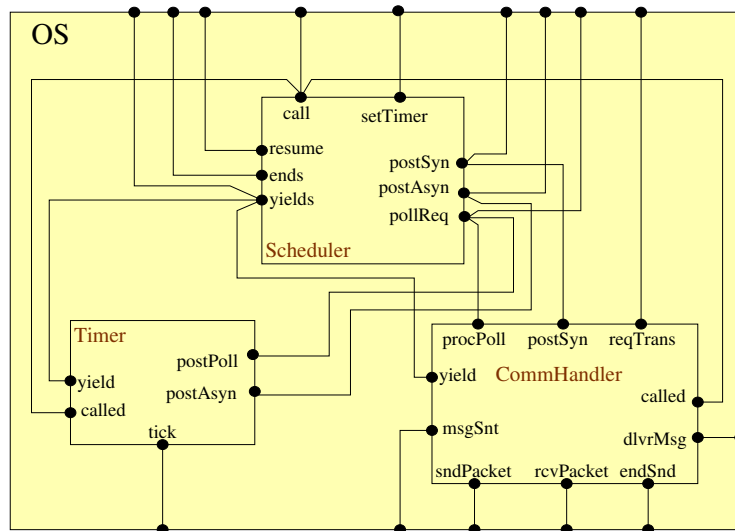 OS
call
setTimer
resume
postSyn
ends
postAsyn
yields
pollReq
Scheduler
Timer
procPoll postSyn reqTrans
postPoll
yield
CommHandler
yield
postAsyn
called
called
tick
msgSnt
dlvrMsg
sndPacket rcvPacket endSnd